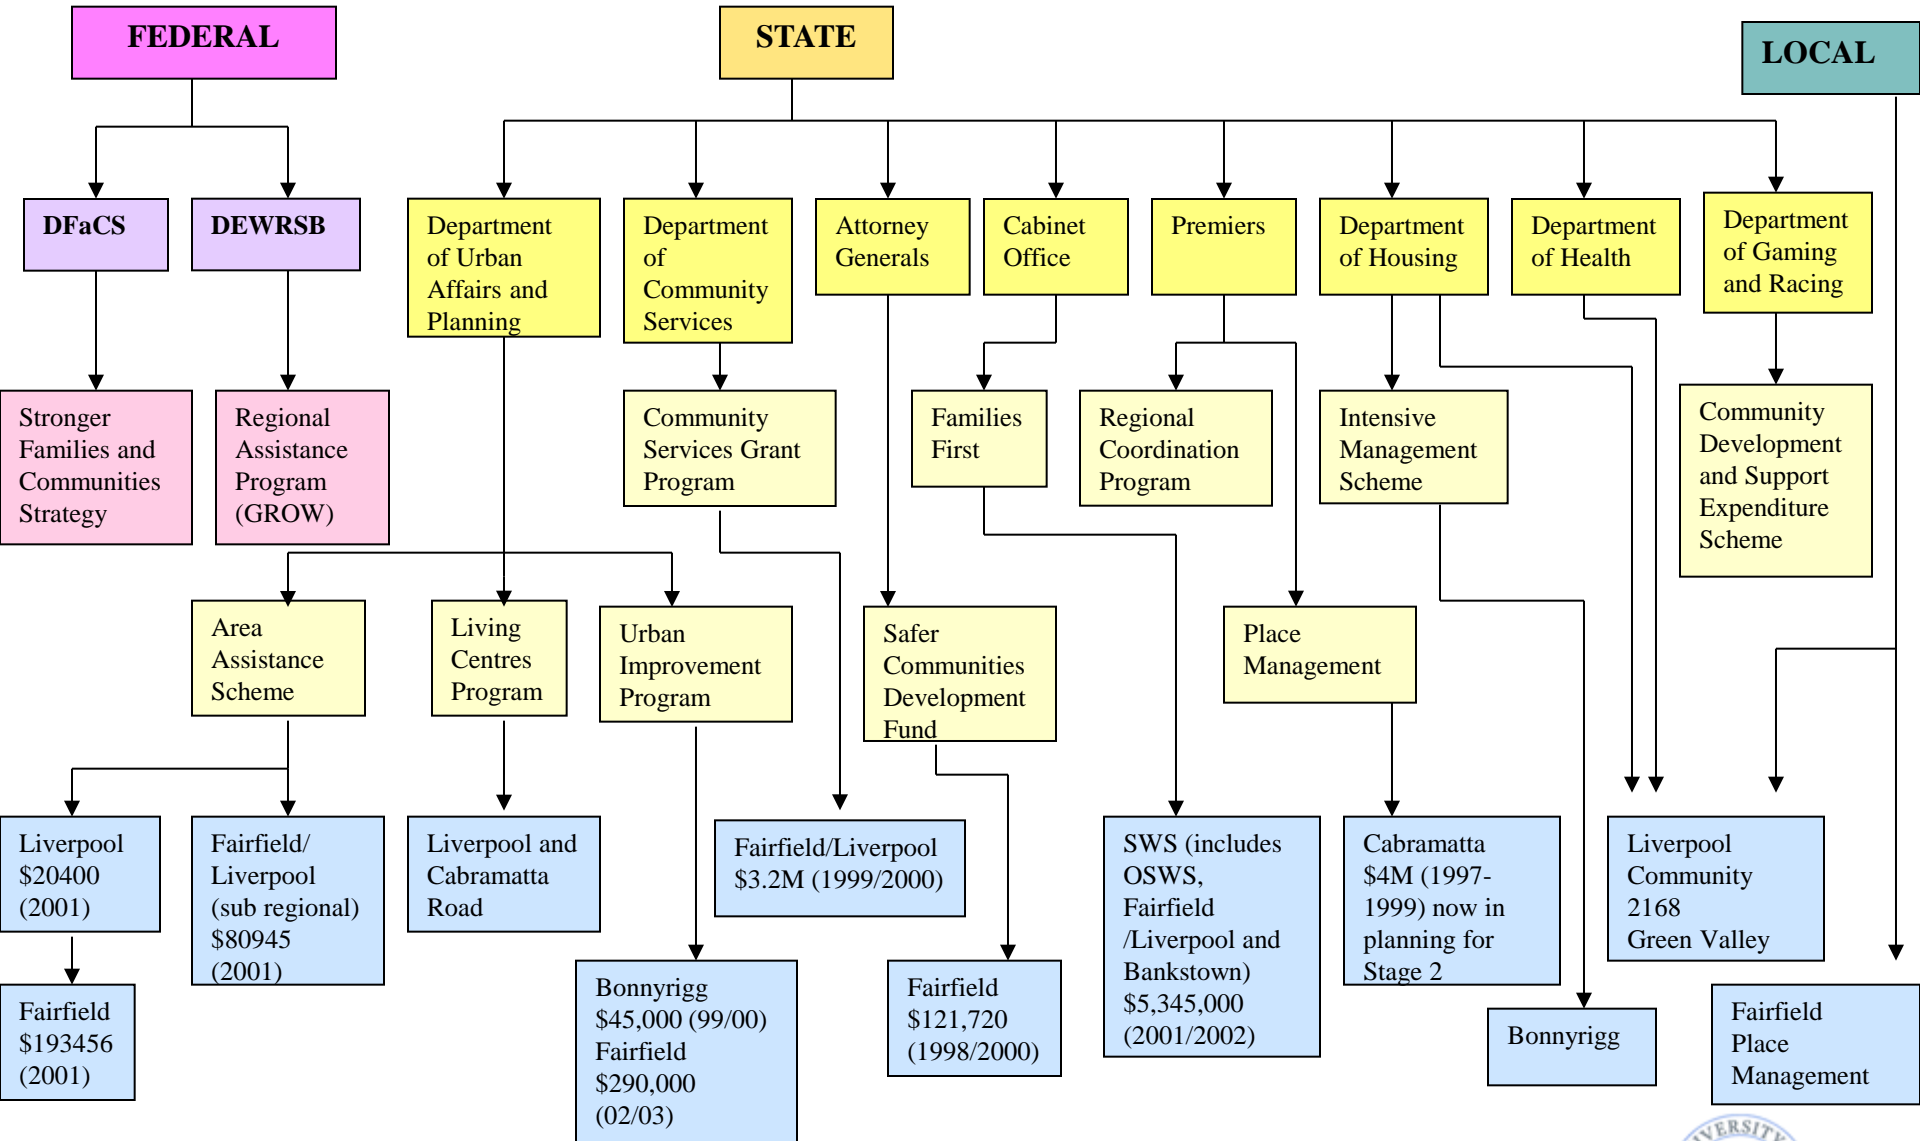 FEDERAL
STATE
LOCAL
DFaCS
DEWRSB
Department
of Urban
Affairs and
Planning
Department
of
Community
Services
Attorney
Generals
Cabinet
Office
Premiers
Department
of Housing
Department
of Health
Department
of Gaming
and Racing
Stronger
Families and
Communities
Strategy
Regional
Assistance
Program
(GROW)
Community
Services Grant
Program
Families
First
Regional
Coordination
Program
Intensive
Management
Scheme
Community
Development
and Support
Expenditure
Scheme
Area
Assistance
Scheme
Living
Centres
Program
Urban
Improvement
Program
Safer
Communities
Development
Fund
Place
Management
Liverpool
$20400
(2001)
Fairfield/
Liverpool
(sub regional)
$80945
(2001)
Liverpool and
Cabramatta
Road
Fairfield/Liverpool
$3.2M (1999/2000)
SWS (includes
OSWS,
Fairfield
/Liverpool and
Bankstown)
$5,345,000
(2001/2002)
Cabramatta
$4M (1997-
1999) now in
planning for
Stage 2
Liverpool
Community
2168
Green Valley
Fairfield
$193456
(2001)
Bonnyrigg
$45,000 (99/00)
Fairfield
$290,000
(02/03)
Fairfield
$121,720
(1998/2000)
Bonnyrigg
Fairfield
Place
Management